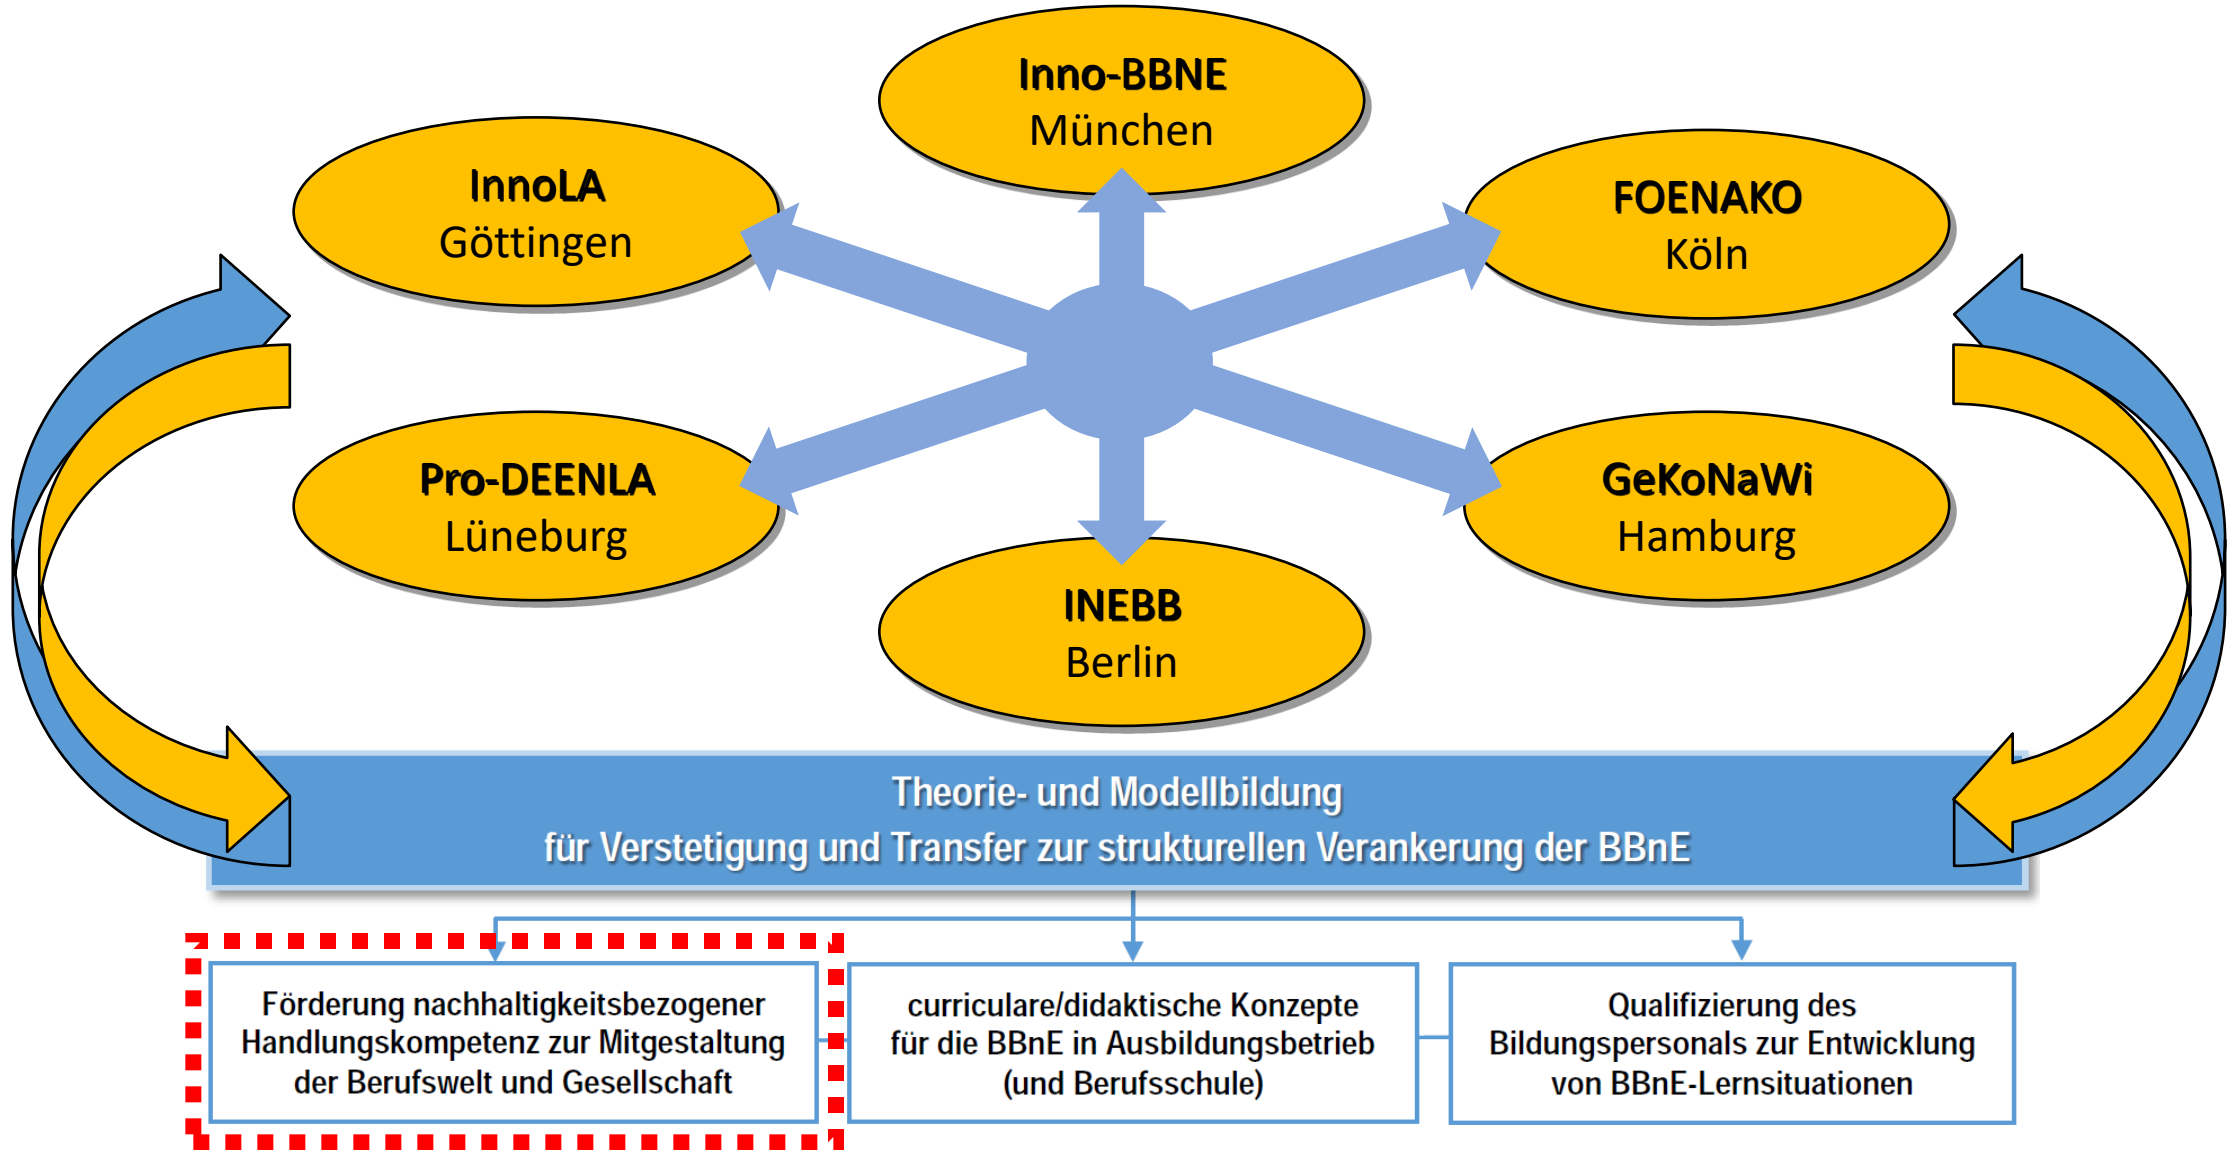 Inno-BBNE
München
InnoLA
Göttingen
FOENAKO
Köln
Pro-DEENLA
Lüneburg
GeKoNaWi
Hamburg
INEBB
Berlin
Theorie- und Modellbildung
für Verstetigung und Transfer zur strukturellen Verankerung der BBnE
Förderung nachhaltigkeitsbezogener
Handlungskompetenz zur Mitgestaltung
der Berufswelt und Gesellschaft
curriculare/didaktische Konzepte
für die BBnE in Ausbildungsbetrieb
(und Berufsschule)
Qualifizierung des
Bildungspersonals zur Entwicklung
von BBnE-Lernsituationen